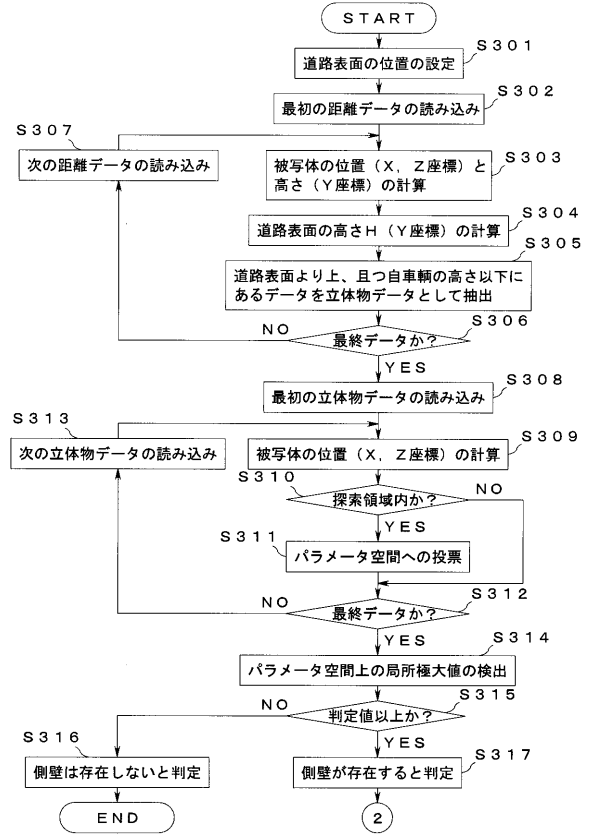 START
S301
道路表面の位置の設定
S302
最初の距離データの読み込み
S307
次の距離データの読み込み
S303
被写体の位置（X，Z座標）と
高さ（Y座標）の計算
S304
道路表面の高さH（Y座標）の計算
S305
道路表面より上、且つ自車輌の高さ以下に
あるデータを立体物データとして抽出
S306
最終データか？
NO
YES
S308
最初の立体物データの読み込み
S313
次の立体物データの読み込み
S309
被写体の位置（X，Z座標）の計算
S310
探索領域内か？
NO
YES
S311
パラメータ空間への投票
S312
最終データか？
NO
YES
S314
パラメータ空間上の局所極大値の検出
S315
判定値以上か？
NO
YES
S316
側壁は存在しないと判定
S317
側壁が存在すると判定
END
2